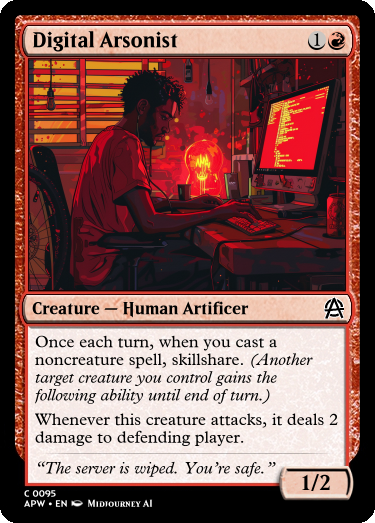 Digital Arsonist 1
Creature — Human Artificer
Once each turn, when you cast a
noncreature spell, skillshare. (Another
target creature you control gains the
following ability until end of turn.)
Whenever this creature attacks, it deals 2
damage to defending player.
“The server is wiped. You’re safe.”
1/2
C 0095
APW • EN Midjourney AI